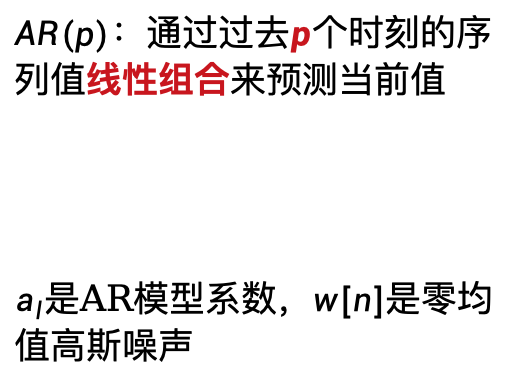 AR(p)：通过过去p个时刻的序
列值线性组合来预测当前值
aₗ是AR模型系数，w[n]是零均
值高斯噪声